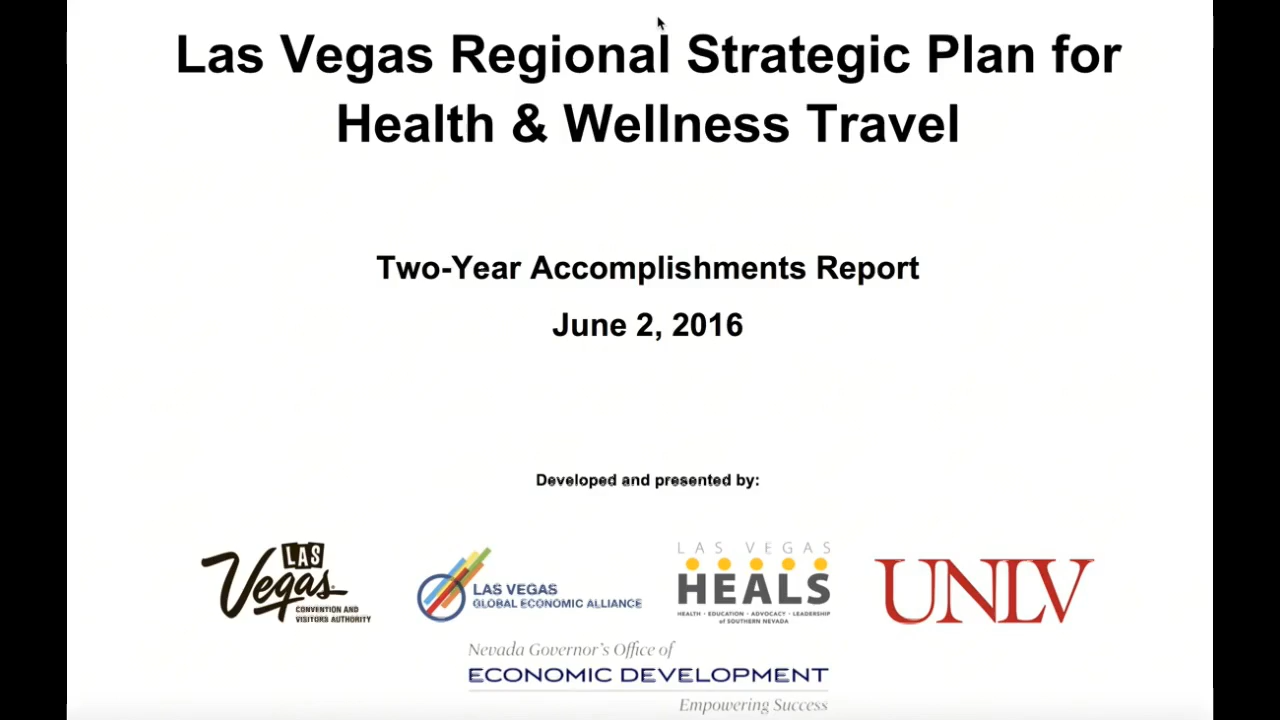 Las Vegas Regional Strategic Plan for
Health & Wellness Travel
Two-Year Accomplishments Report
June 2, 2016
Developed and presented by:
LAS
Vegas
CONVENTION AND
VISITORS AUTHORITY
LAS VEGAS
GLOBAL ECONOMIC ALLIANCE
LAS VEGAS
HEALS
HEALTH · EDUCATION · ADVOCACY · LEADERSHIP
of SOUTHERN NEVADA
UNLV
Nevada Governor's Office of
ECONOMIC DEVELOPMENT
Empowering Success